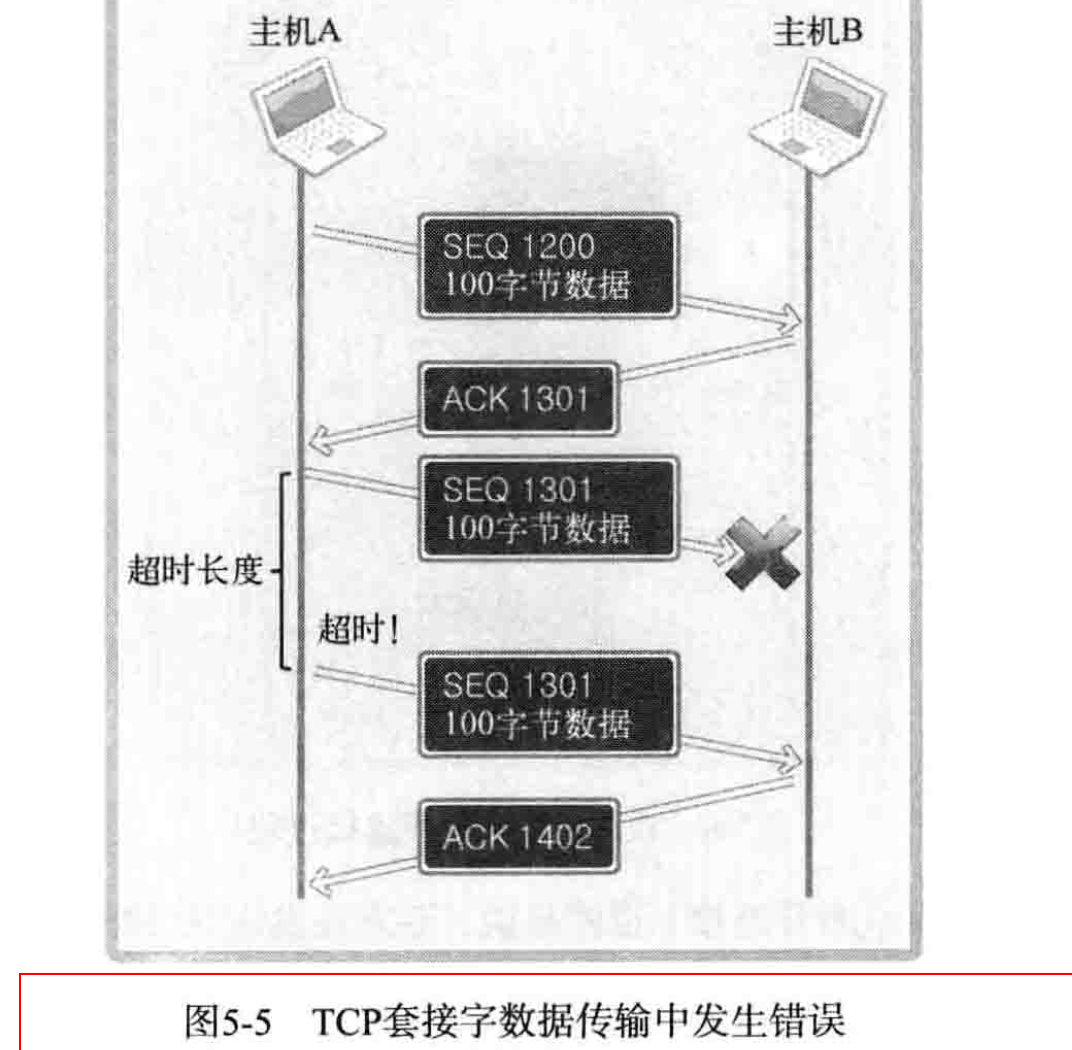 主机A
主机B
SEQ 1200
100字节数据
ACK 1301
SEQ 1301
100字节数据
超时长度
超时!
SEQ 1301
100字节数据
ACK 1402
图5-5 TCP套接字数据传输中发生错误